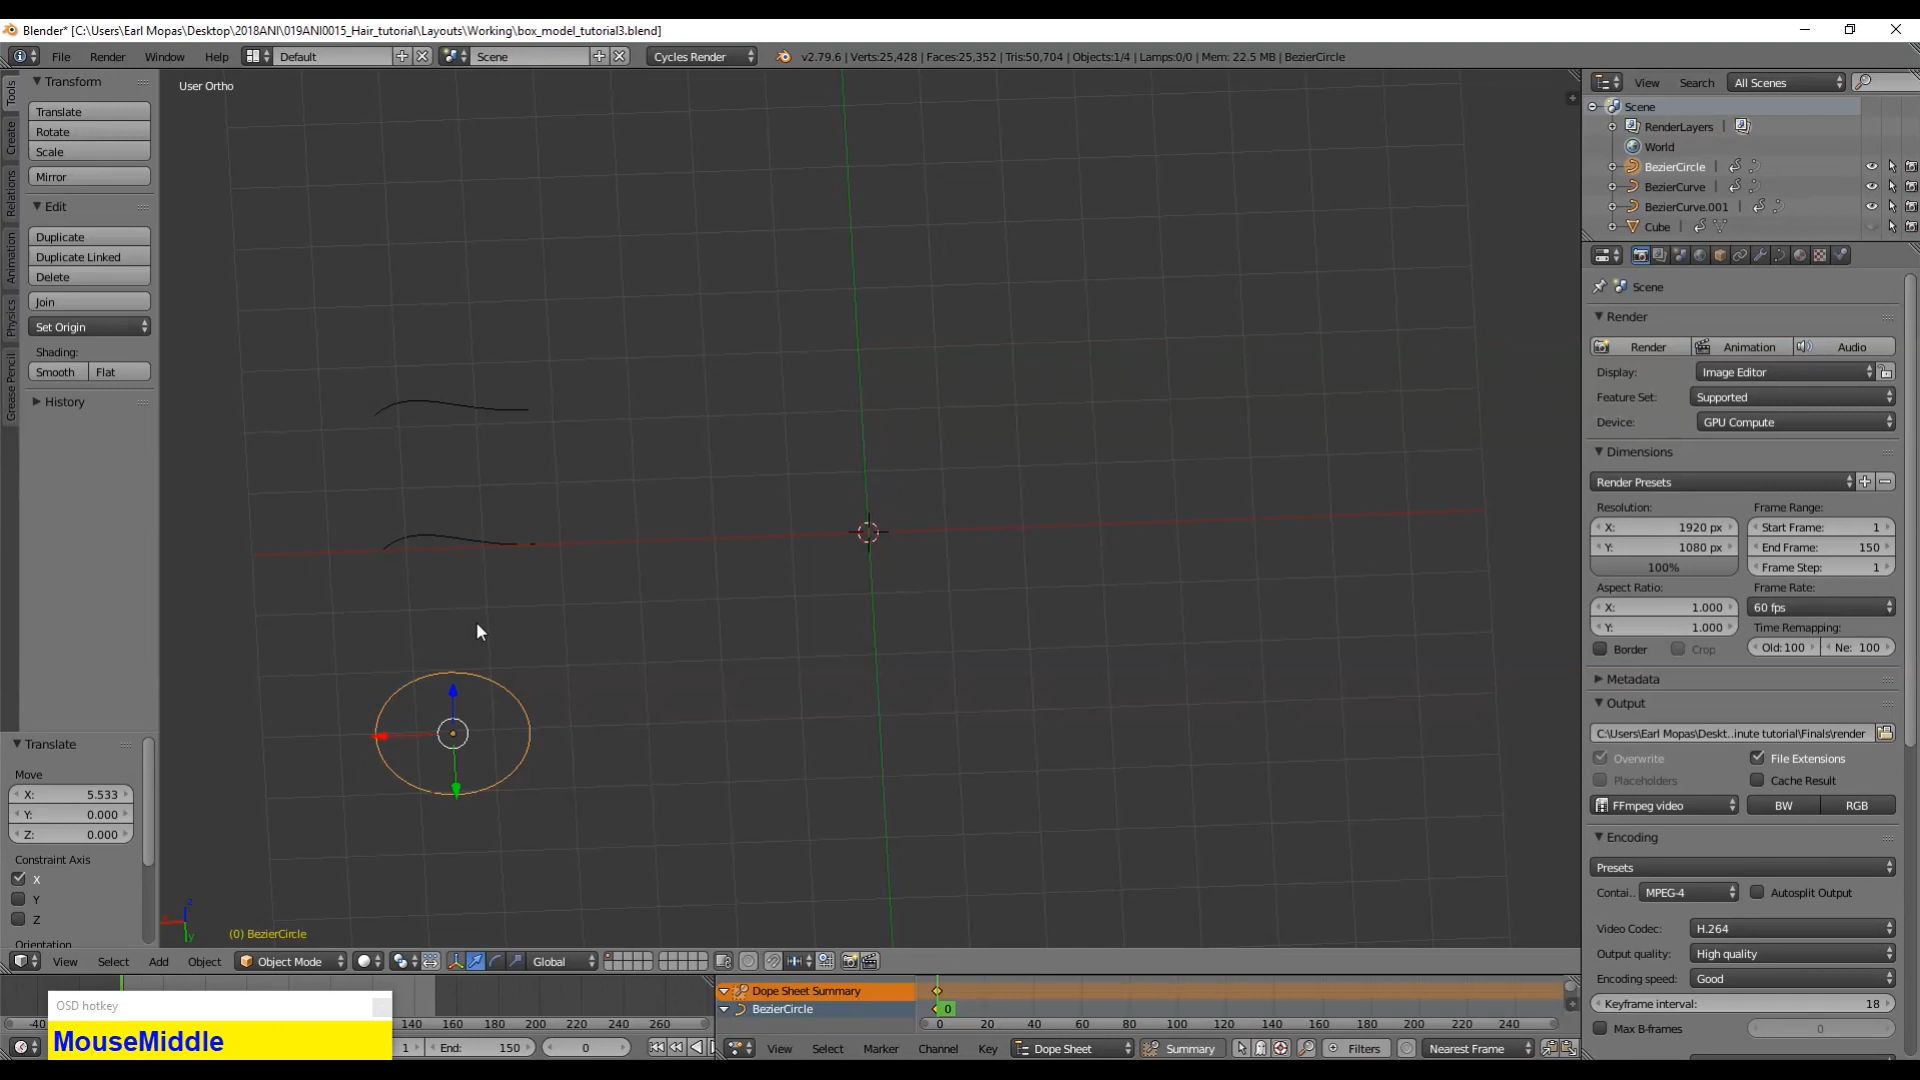 Blender* [C:\Users\Earl Mopas\Desktop\2018ANI\019ANI0015_Hair_tutorial\Layouts\Working\box_model_tutorial3.blend]
File Render Window Help Default Scene Cycles Render v2.79.6 | Verts:25,428 | Faces:25,352 | Tris:50,704 | Objects:1/4 | Lamps:0/0 | Mem: 22.5 MB | BezierCircle
Tools
Create
Relations
Animation
Physics
Grease Pencil
Transform
Translate
Rotate
Scale
Mirror
Edit
Duplicate
Duplicate Linked
Delete
Join
Set Origin
Shading:
Smooth Flat
History
Translate
Move
X: 5.533
Y: 0.000
Z: 0.000
Constraint Axis
X
Y
Z
Orientation
User Ortho
z
y
(0) BezierCircle
View Select Add Object Object Mode Global
View Search All Scenes
Scene
RenderLayers
World
BezierCircle
BezierCurve
BezierCurve.001
Cube
Scene
Render
Render Animation Audio
Display: Image Editor
Feature Set: Supported
Device: GPU Compute
Dimensions
Render Presets
Resolution: Frame Range:
X: 1920 px Start Frame: 1
Y: 1080 px End Frame: 150
100% Frame Step: 1
Aspect Ratio: Frame Rate:
X: 1.000 60 fps
Y: 1.000 Time Remapping:
Border Crop Old: 100 Ne: 100
Metadata
Output
C:\Users\Earl Mopas\Deskt..inute tutorial\Finals\render
Overwrite File Extensions
Placeholders Cache Result
FFmpeg video BW RGB
Encoding
Presets
Contai.. MPEG-4 Autosplit Output
Video Codec: H.264
Output quality: High quality
Encoding speed: Good
Keyframe interval: 18
Max B-frames 0
OSD hotkey
MouseMiddle
-40 140 160 180 200 220 240 260
End: 150 0
Dope Sheet Summary
BezierCircle 0
0 20 40 60 80 100 120 140 160 180 200 220 240
View Select Marker Channel Key Dope Sheet Summary Filters Nearest Frame